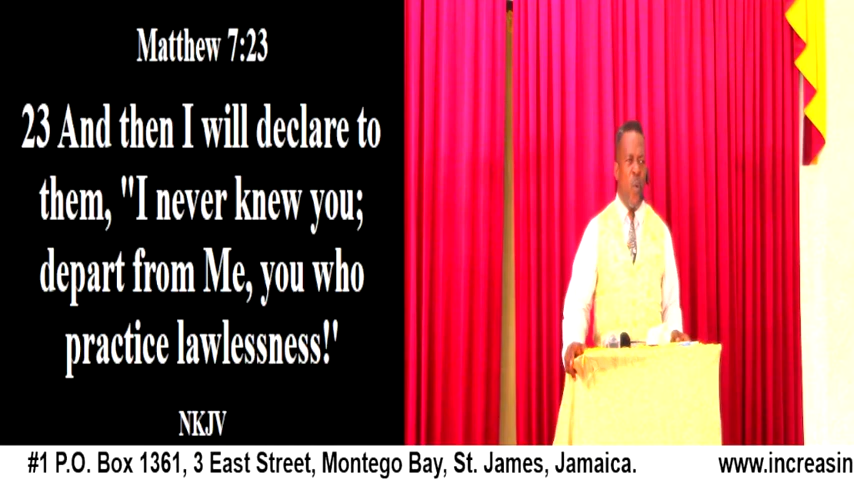 Matthew 7:23
23 And then I will declare to
them, "I never knew you;
depart from Me, you who
practice lawlessness!'
NKJV
#1 P.O. Box 1361, 3 East Street, Montego Bay, St. James, Jamaica. www.increasin